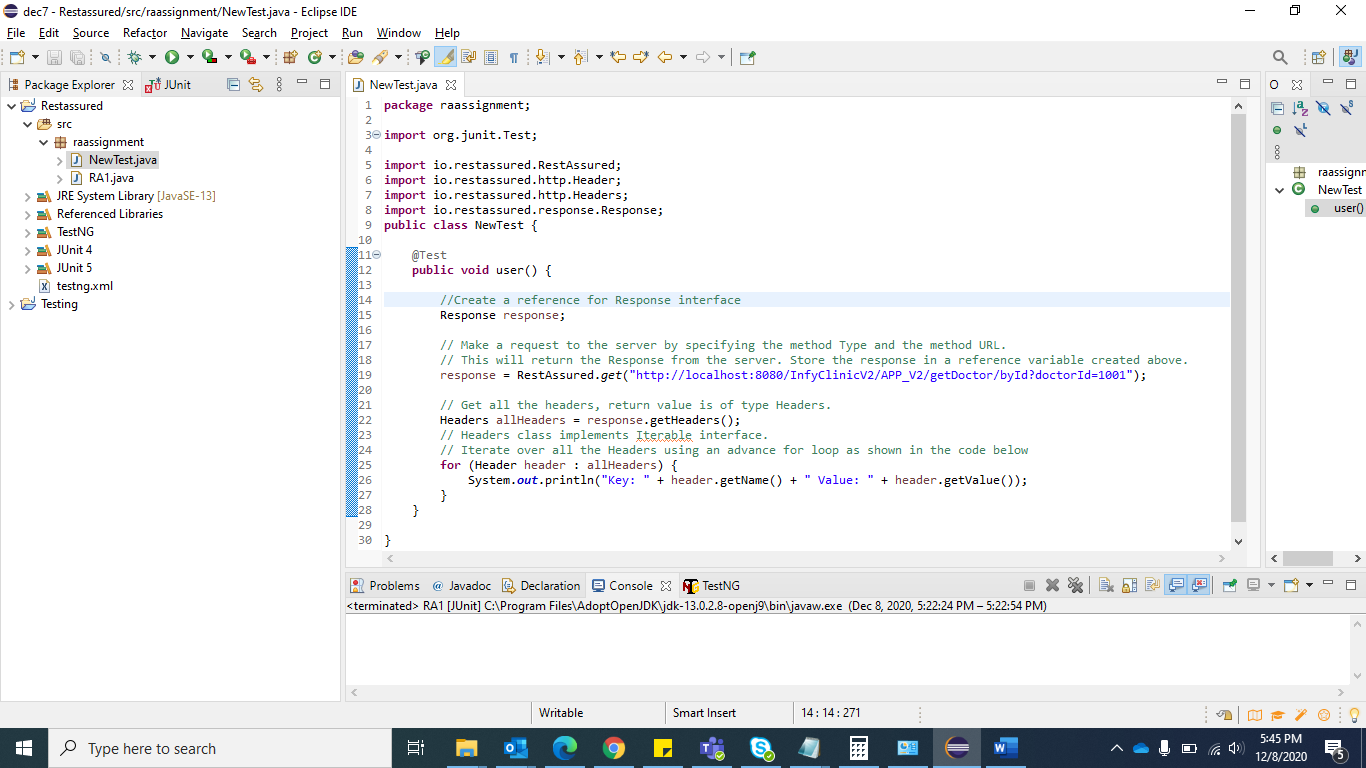 dec7 - Restassured/src/raassignment/NewTest.java - Eclipse IDE
File Edit Source Refactor Navigate Search Project Run Window Help
Package Explorer JUnit
Restassured
src
raassignment
NewTest.java
RA1.java
JRE System Library [JavaSE-13]
Referenced Libraries
TestNG
JUnit 4
JUnit 5
testng.xml
Testing
NewTest.java
1 package raassignment;
2
3 import org.junit.Test;
4
5 import io.restassured.RestAssured;
6 import io.restassured.http.Header;
7 import io.restassured.http.Headers;
8 import io.restassured.response.Response;
9 public class NewTest {
10
11 @Test
12 public void user() {
13
14 //Create a reference for Response interface
15 Response response;
16
17 // Make a request to the server by specifying the method Type and the method URL.
18 // This will return the Response from the server. Store the response in a reference variable created above.
19 response = RestAssured.get("http://localhost:8080/InfyClinicV2/APP_V2/getDoctor/byId?doctorId=1001");
20
21 // Get all the headers, return value is of type Headers.
22 Headers allHeaders = response.getHeaders();
23 // Headers class implements Iterable interface.
24 // Iterate over all the Headers using an advance for loop as shown in the code below
25 for (Header header : allHeaders) {
26 System.out.println("Key: " + header.getName() + " Value: " + header.getValue());
27 }
28 }
29
30 }
O
raassignr
NewTest
user()
Problems @ Javadoc Declaration Console TestNG
<terminated> RA1 [JUnit] C:\Program Files\AdoptOpenJDK\jdk-13.0.2.8-openj9\bin\javaw.exe (Dec 8, 2020, 5:22:24 PM – 5:22:54 PM)
Writable Smart Insert 14 : 14 : 271
Type here to search
5:45 PM
12/8/2020
5